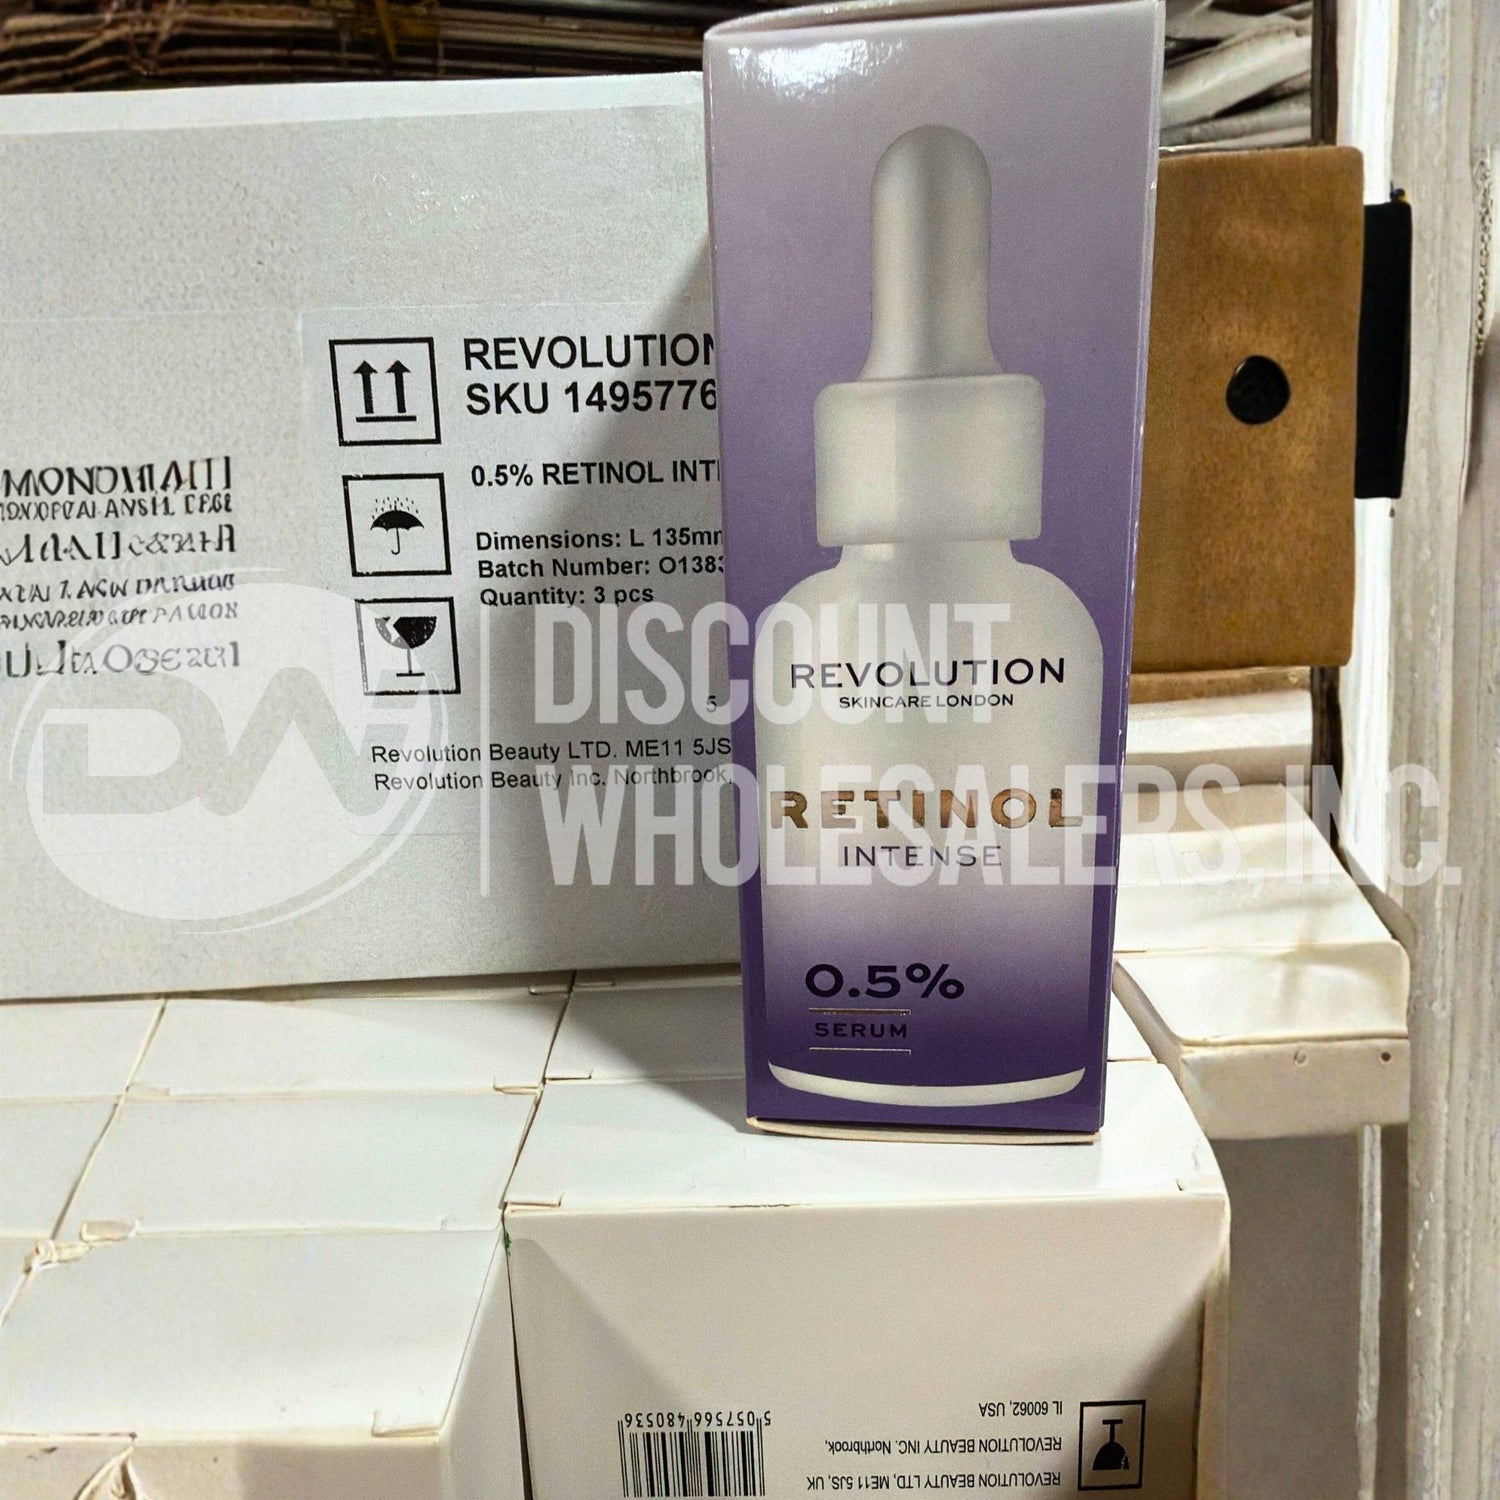 REVOLUTION
SKU 1495776
0.5% RETINOL INT
Dimensions: L 135mm
Batch Number: O1383
Quantity: 3 pcs
5
Revolution Beauty LTD. ME11 5JS
Revolution Beauty Inc. Northbrook,
DW
DISCOUNT
WHOLESALERS, INC.
REVOLUTION
SKINCARE LONDON
RETINOL
INTENSE
0.5%
SERUM
5 057566 480536
REVOLUTION BEAUTY LTD, ME11 5JS, UK
REVOLUTION BEAUTY INC. Northbrook,
IL 60062, USA